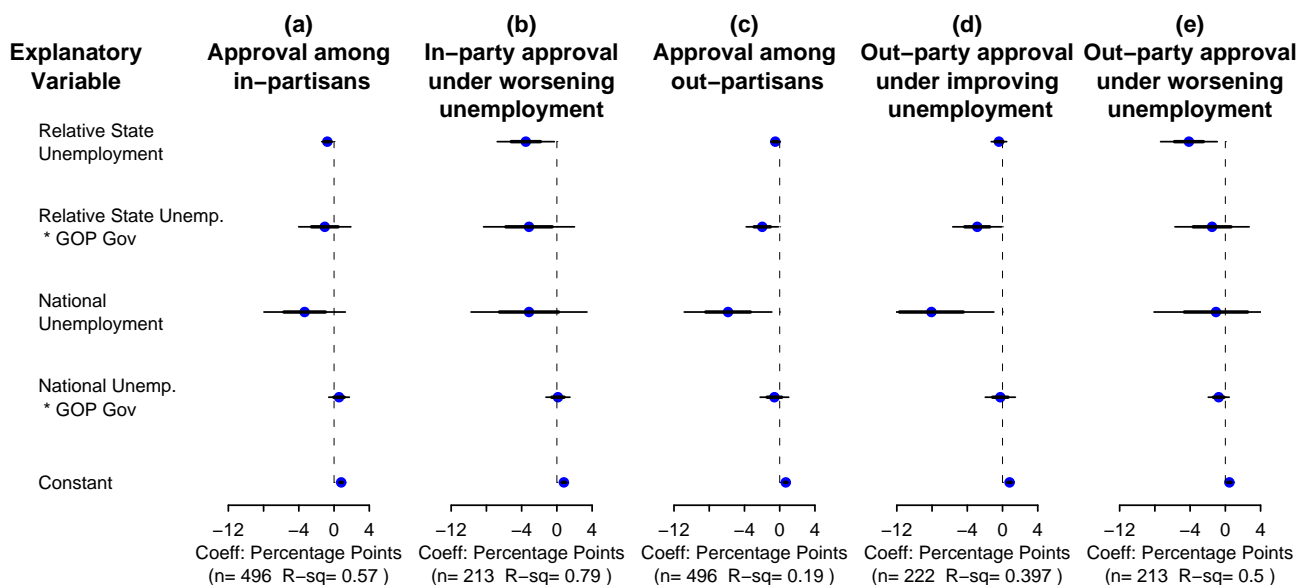 Explanatory
Variable
(a)
Approval among
in−partisans
(b)
In−party approval
under worsening
unemployment
(c)
Approval among
out−partisans
(d)
Out−party approval
under improving
unemployment
(e)
Out−party approval
under worsening
unemployment
Relative State
Unemployment
Relative State Unemp.
* GOP Gov
National
Unemployment
National Unemp.
* GOP Gov
Constant
−12 −4 0 4
Coeff: Percentage Points
(n= 496 R−sq= 0.57 )
−12 −4 0 4
Coeff: Percentage Points
(n= 213 R−sq= 0.79 )
−12 −4 0 4
Coeff: Percentage Points
(n= 496 R−sq= 0.19 )
−12 −4 0 4
Coeff: Percentage Points
(n= 222 R−sq= 0.397 )
−12 −4 0 4
Coeff: Percentage Points
(n= 213 R−sq= 0.5 )